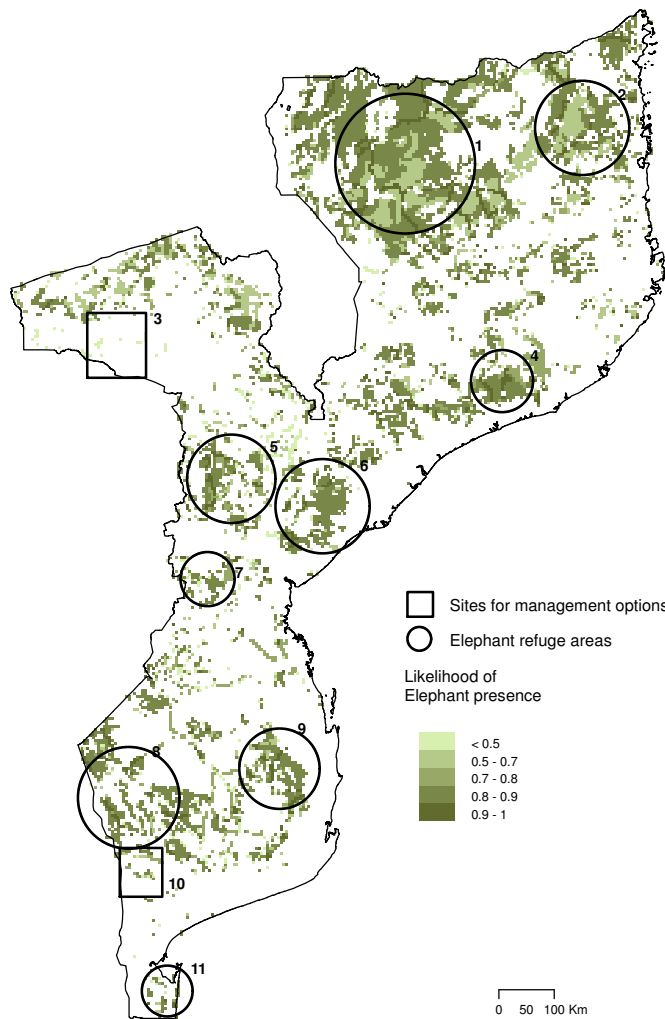 1
2
3
4
5
6
7
8
9
10
11
Sites for management options
Elephant refuge areas
Likelihood of
Elephant presence
< 0.5
0.5 - 0.7
0.7 - 0.8
0.8 - 0.9
0.9 - 1
0 50 100 Km